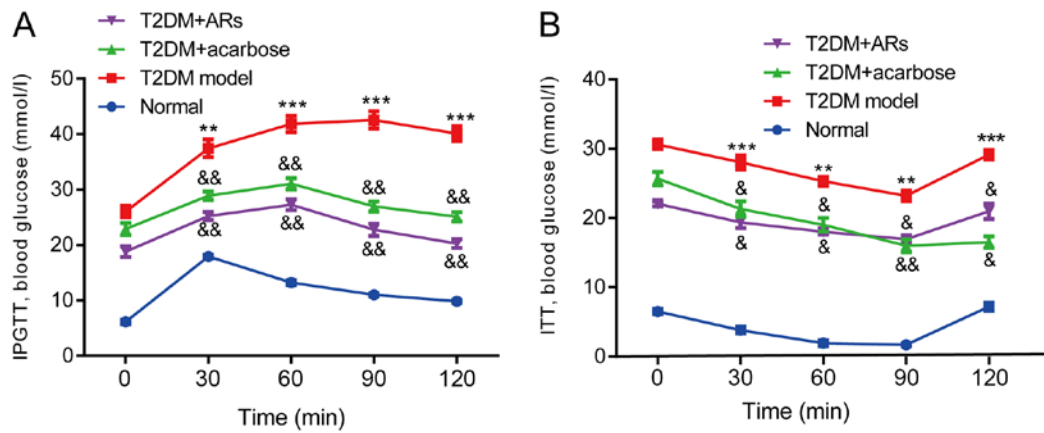 A
T2DM+ARs
T2DM+acarbose
T2DM model
Normal
IPGTT, blood glucose (mmol/l)
50
40
30
20
10
0
** *** *** ***
&& && && &&
&& && && &&
0 30 60 90 120
Time (min)
B
T2DM+ARs
T2DM+acarbose
T2DM model
Normal
ITT, blood glucose (mmol/l)
40
30
20
10
0
*** ** ** ***
& & & &
& & && &
0 30 60 90 120
Time (min)